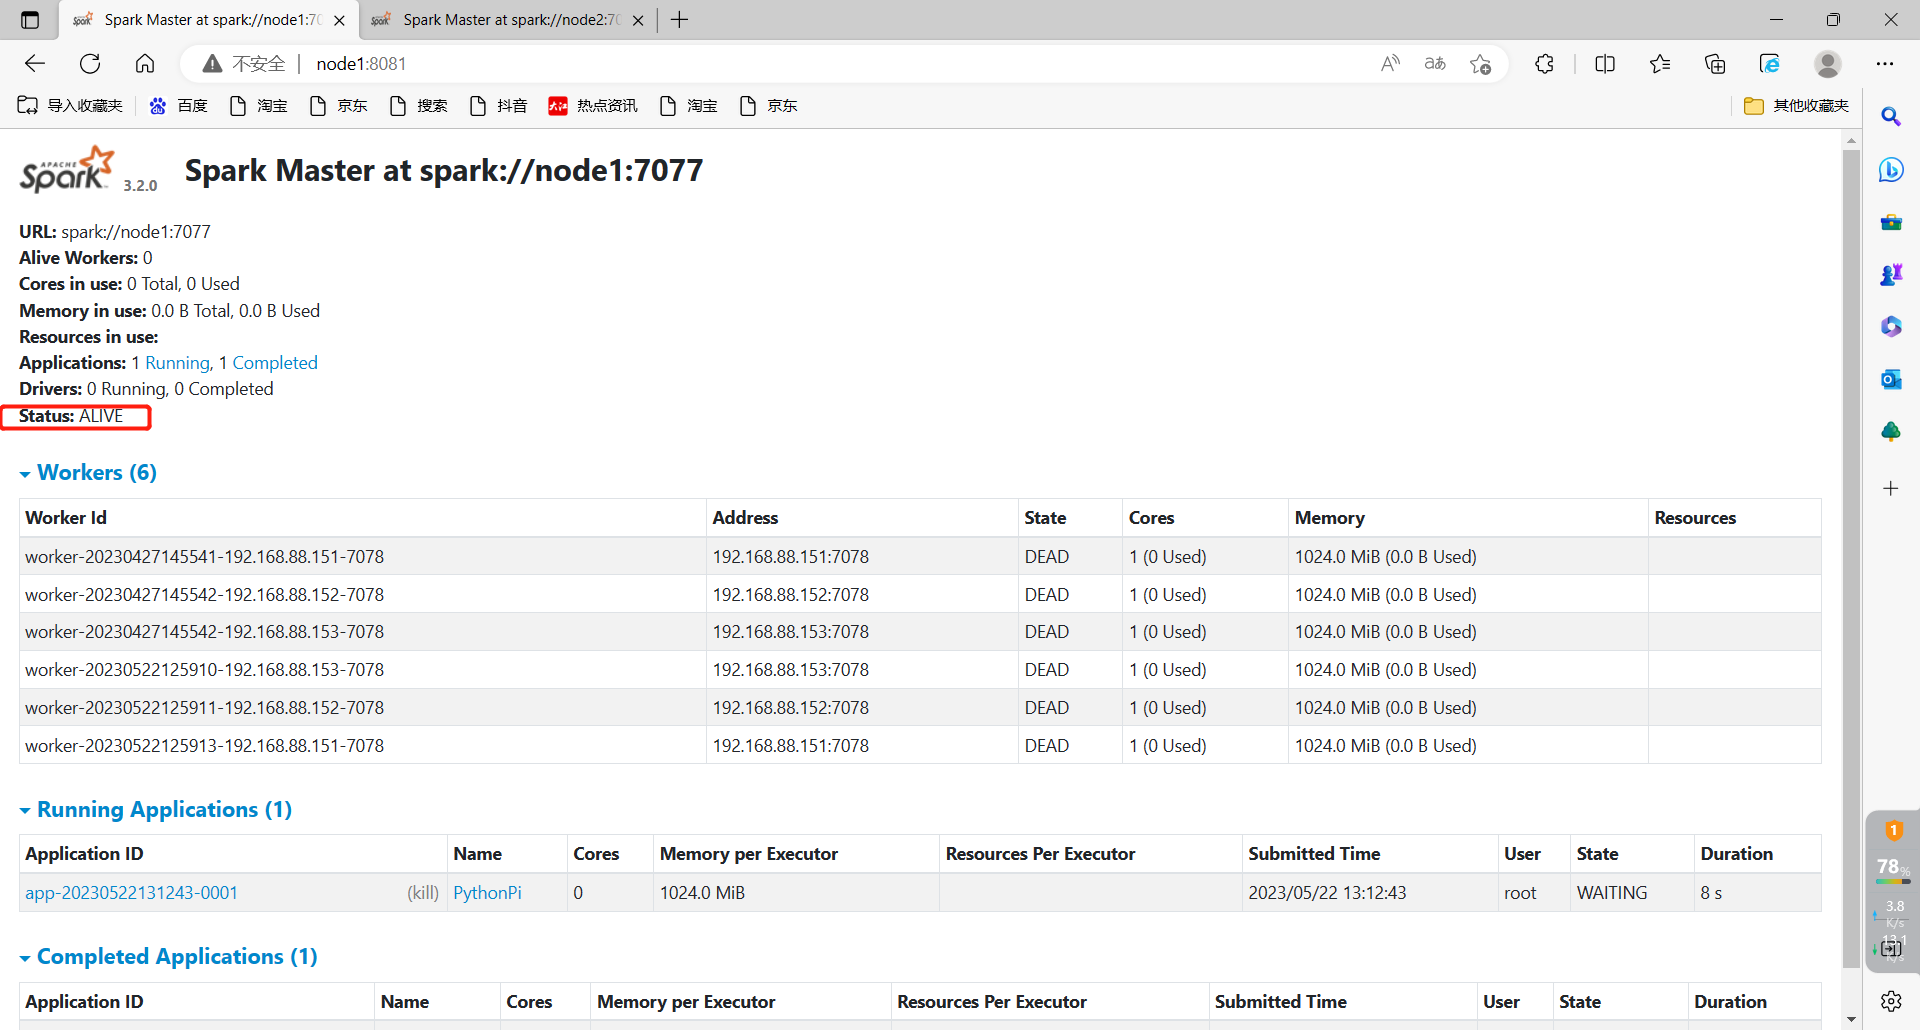 Spark Master at spark://node1:70
Spark Master at spark://node2:70
不安全 node1:8081
导入收藏夹 百度 淘宝 京东 搜索 抖音 热点资讯 淘宝 京东 其他收藏夹
APACHE Spark 3.2.0 Spark Master at spark://node1:7077
URL: spark://node1:7077
Alive Workers: 0
Cores in use: 0 Total, 0 Used
Memory in use: 0.0 B Total, 0.0 B Used
Resources in use:
Applications: 1 Running, 1 Completed
Drivers: 0 Running, 0 Completed
Status: ALIVE
Workers (6)
Worker Id Address State Cores Memory Resources
worker-20230427145541-192.168.88.151-7078 192.168.88.151:7078 DEAD 1 (0 Used) 1024.0 MiB (0.0 B Used)
worker-20230427145542-192.168.88.152-7078 192.168.88.152:7078 DEAD 1 (0 Used) 1024.0 MiB (0.0 B Used)
worker-20230427145542-192.168.88.153-7078 192.168.88.153:7078 DEAD 1 (0 Used) 1024.0 MiB (0.0 B Used)
worker-20230522125910-192.168.88.153-7078 192.168.88.153:7078 DEAD 1 (0 Used) 1024.0 MiB (0.0 B Used)
worker-20230522125911-192.168.88.152-7078 192.168.88.152:7078 DEAD 1 (0 Used) 1024.0 MiB (0.0 B Used)
worker-20230522125913-192.168.88.151-7078 192.168.88.151:7078 DEAD 1 (0 Used) 1024.0 MiB (0.0 B Used)
Running Applications (1)
Application ID Name Cores Memory per Executor Resources Per Executor Submitted Time User State Duration
app-20230522131243-0001 (kill) PythonPi 0 1024.0 MiB 2023/05/22 13:12:43 root WAITING 8 s
Completed Applications (1)
Application ID Name Cores Memory per Executor Resources Per Executor Submitted Time User State Duration
1
78%
3.8
K/s
13.1
K/s